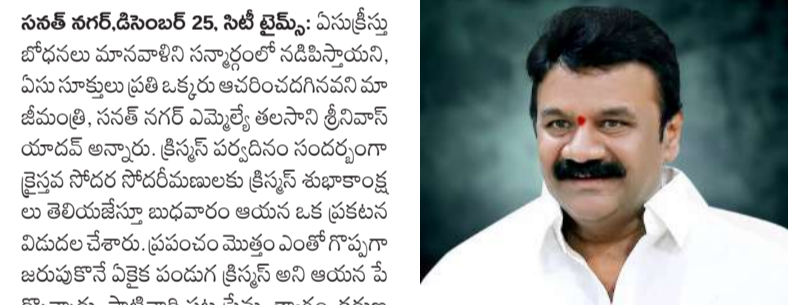 సనత్ నగర్,డిసెంబర్ 25, సిటీ టైమ్స్: ఏసుక్రీస్తు
బోధనలు మానవాళిని సన్మార్గంలో నడిపిస్తాయని,
ఏసు సూక్తులు ప్రతి ఒక్కరు ఆచరించదగినవని మా
జీమంత్రి, సనత్ నగర్ ఎమ్మెల్యే తలసాని శ్రీనివాస్
యాదవ్ అన్నారు. క్రిస్మస్ పర్వదినం సందర్భంగా
క్రైస్తవ సోదర సోదరీమణులకు క్రిస్మస్ శుభాకాంక్ష
లు తెలియజేస్తూ బుధవారం ఆయన ఒక ప్రకటన
విడుదల చేశారు. ప్రపంచం మొత్తం ఎంతో గొప్పగా
జరుపుకొనే ఏకైక పండుగ క్రిస్మస్ అని ఆయన పే